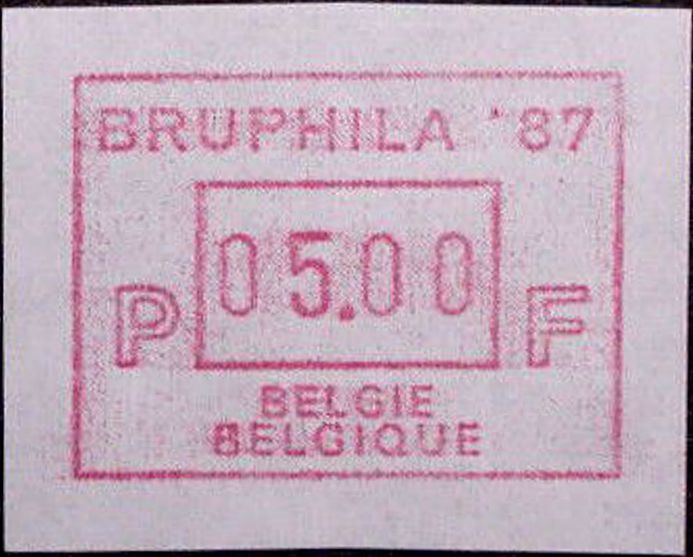 BRUPHILA '87
05.00
P F
BELGIE
BELGIQUE